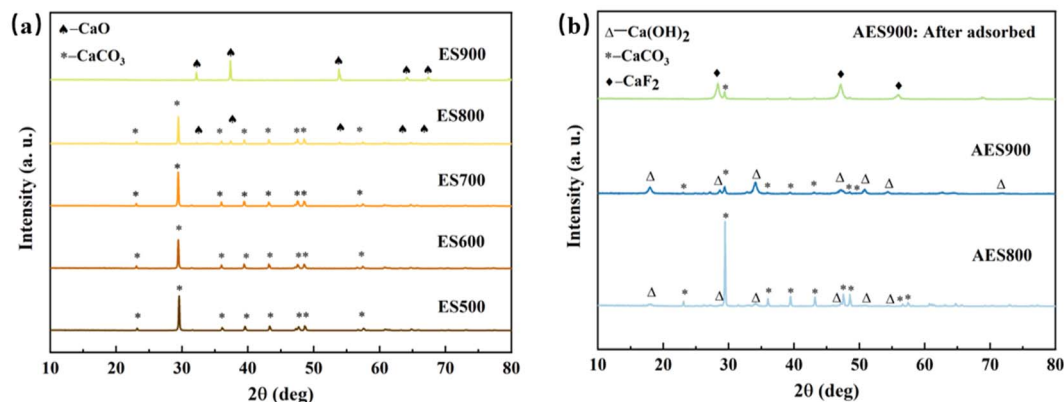 (a)
♠–CaO
*–CaCO₃
ES900
ES800
ES700
ES600
ES500
Intensity (a. u.)
10 20 30 40 50 60 70 80
2θ (deg)
(b)
Δ—Ca(OH)₂
*–CaCO₃
♦–CaF₂
AES900: After adsorbed
AES900
AES800
Intensity (a. u.)
10 20 30 40 50 60 70 80
2θ (deg)